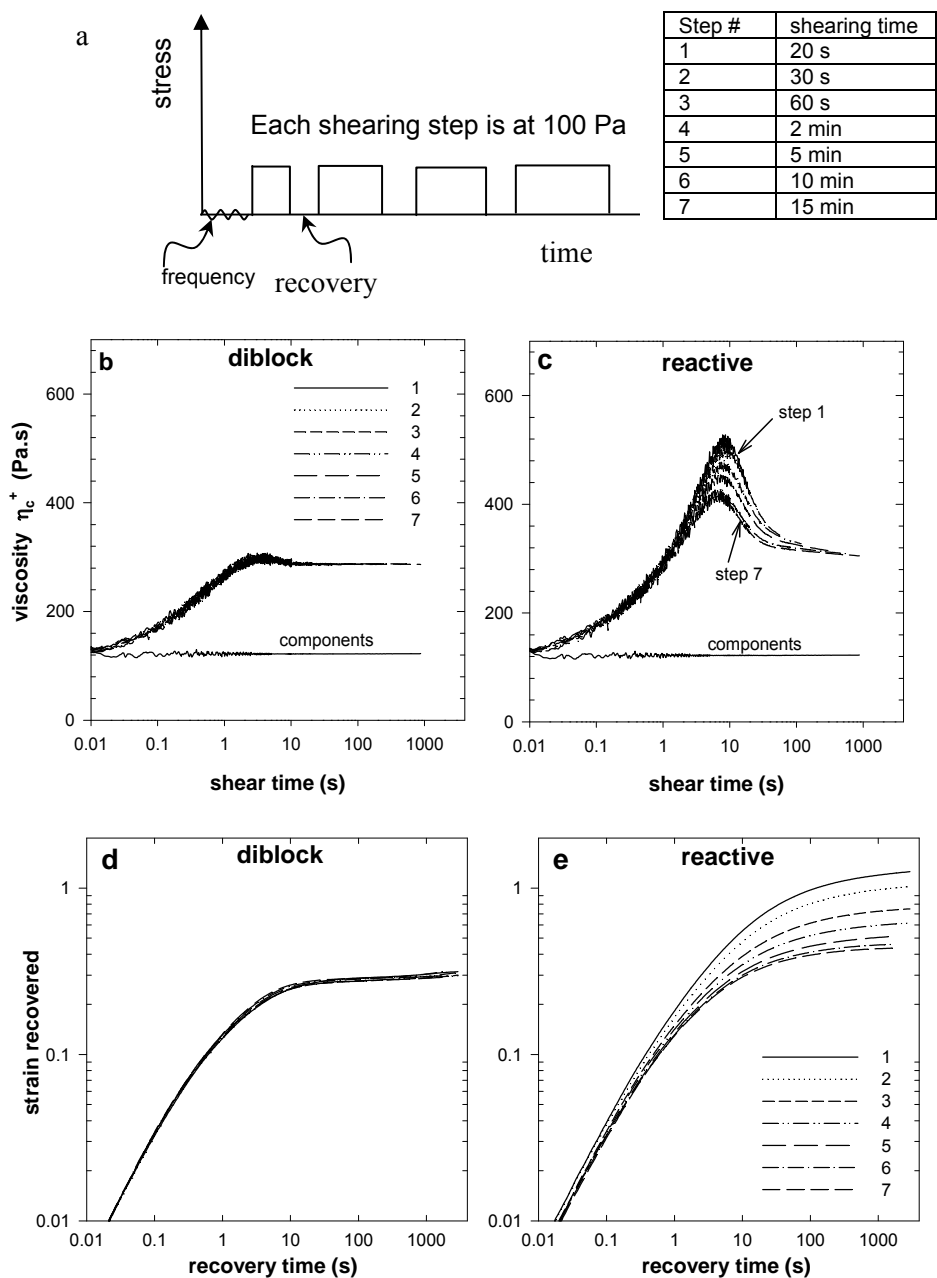 a
stress
Each shearing step is at 100 Pa
frequency
recovery
time
Step # shearing time
1 20 s
2 30 s
3 60 s
4 2 min
5 5 min
6 10 min
7 15 min
b
diblock
1
2
3
4
5
6
7
components
600
400
200
0
viscosity ηc+ (Pa.s)
0.01 0.1 1 10 100 1000
shear time (s)
c
reactive
step 1
step 7
components
600
400
200
0
0.01 0.1 1 10 100 1000
shear time (s)
d
diblock
1
0.1
0.01
strain recovered
0.01 0.1 1 10 100 1000
recovery time (s)
e
reactive
1
2
3
4
5
6
7
1
0.1
0.01
0.01 0.1 1 10 100 1000
recovery time (s)